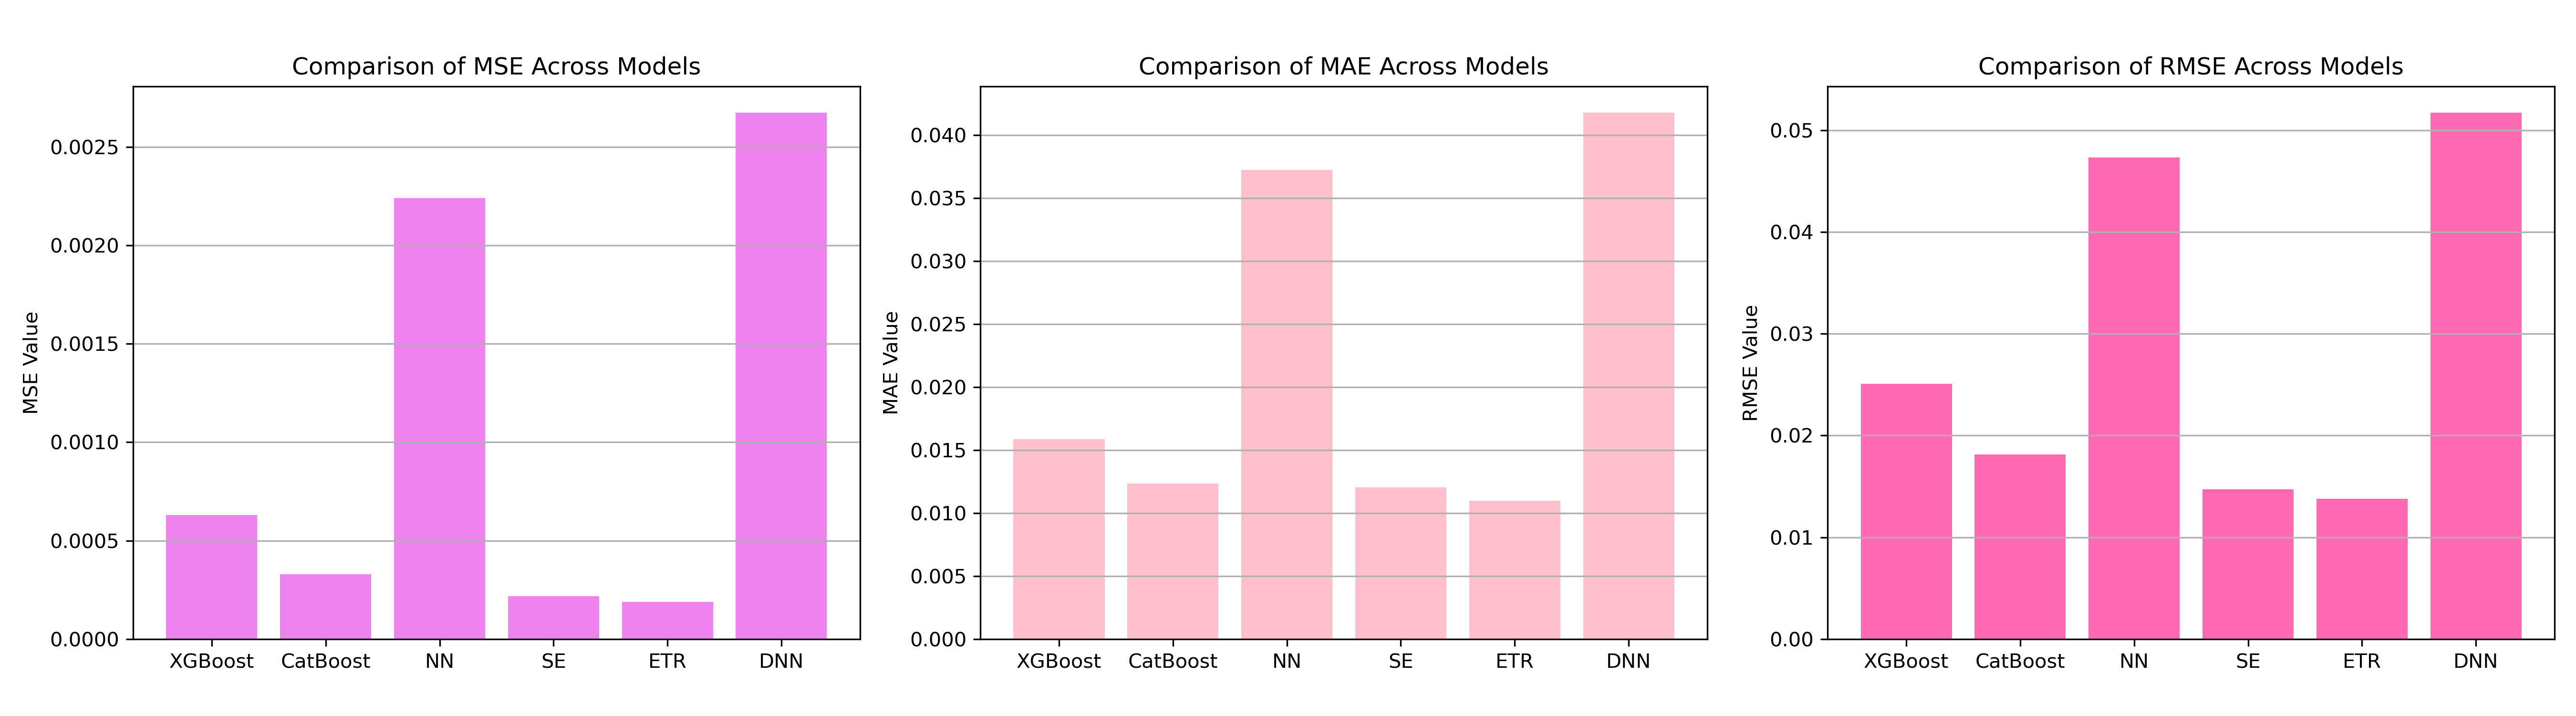 Comparison of MSE Across Models
MSE Value
0.0025
0.0020
0.0015
0.0010
0.0005
0.0000
XGBoost CatBoost NN SE ETR DNN
Comparison of MAE Across Models
MAE Value
0.040
0.035
0.030
0.025
0.020
0.015
0.010
0.005
0.000
XGBoost CatBoost NN SE ETR DNN
Comparison of RMSE Across Models
RMSE Value
0.05
0.04
0.03
0.02
0.01
0.00
XGBoost CatBoost NN SE ETR DNN